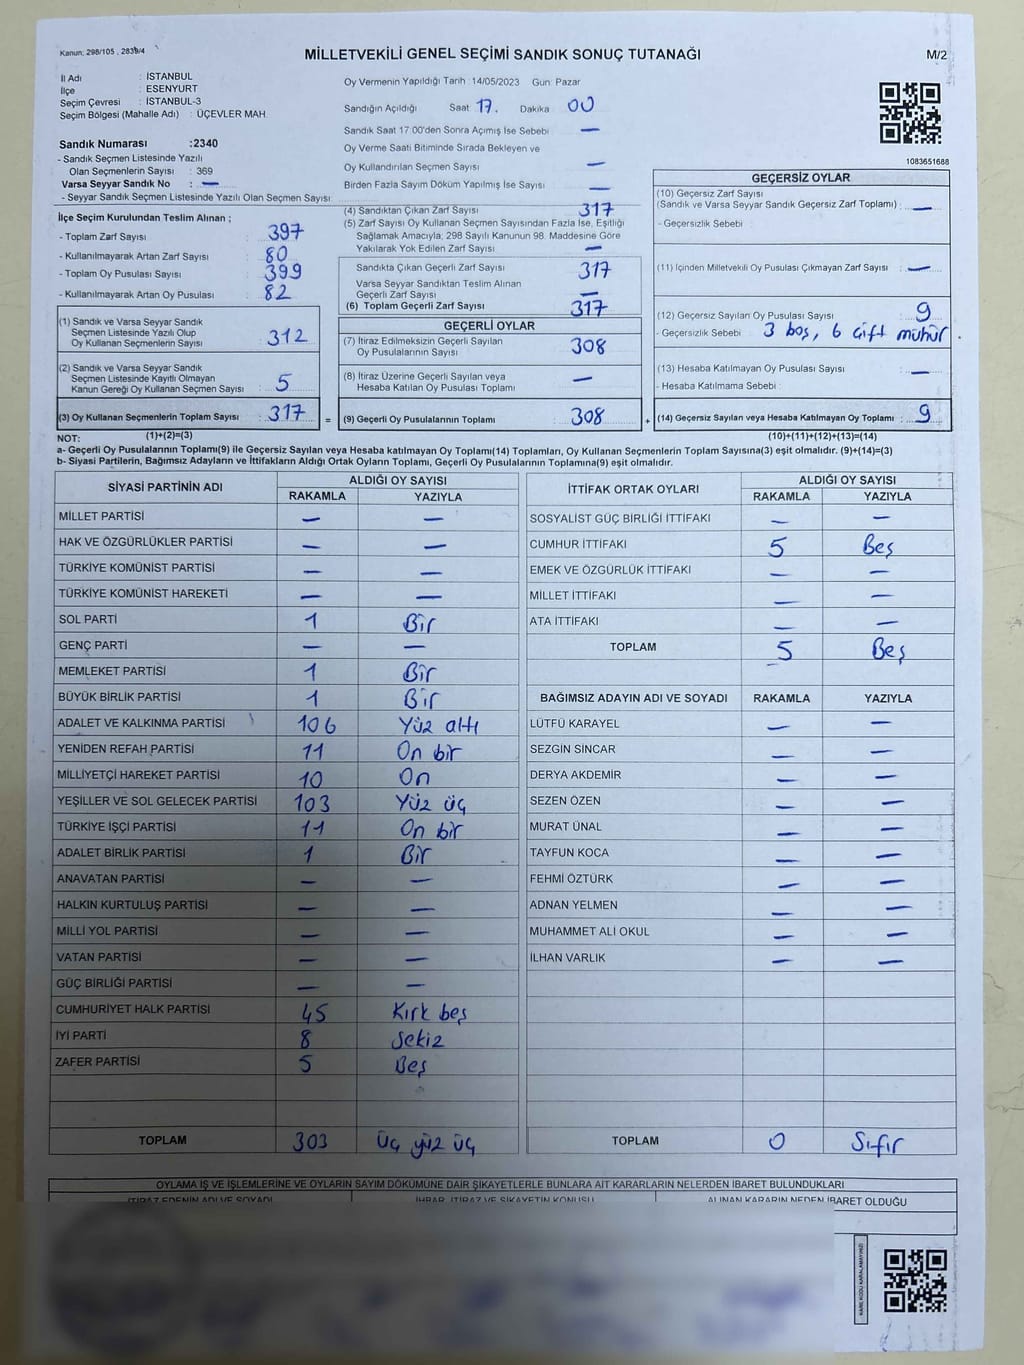 Kanun: 298/105 , 2839/4
MİLLETVEKİLİ GENEL SEÇİMİ SANDIK SONUÇ TUTANAĞI
M/2
İl Adı : İSTANBUL
İlçe : ESENYURT
Seçim Çevresi : İSTANBUL-3
Seçim Bölgesi (Mahalle Adı) : ÜÇEVLER MAH.
Sandık Numarası :2340
- Sandık Seçmen Listesinde Yazılı
Olan Seçmenlerin Sayısı : 369
Varsa Seyyar Sandık No : —
- Seyyar Sandık Seçmen Listesinde Yazılı Olan Seçmen Sayısı :
İlçe Seçim Kurulundan Teslim Alınan ;
- Toplam Zarf Sayısı : 397
- Kullanılmayarak Artan Zarf Sayısı : 80
- Toplam Oy Pusulası Sayısı : 399
- Kullanılmayarak Artan Oy Pusulası : 82
(1) Sandık ve Varsa Seyyar Sandık
Seçmen Listesinde Yazılı Olup
Oy Kullanan Seçmenlerin Sayısı : 312
(2) Sandık ve Varsa Seyyar Sandık
Seçmen Listesinde Kayıtlı Olmayan
Kanun Gereği Oy Kullanan Seçmen Sayısı : 5
(3) Oy Kullanan Seçmenlerin Toplam Sayısı : 317 =
(1)+(2)=(3)
Oy Vermenin Yapıldığı Tarih :14/05/2023 Gün: Pazar
Sandığın Açıldığı Saat 17. Dakika 00
Sandık Saat 17:00'den Sonra Açımış İse Sebebi —
Oy Verme Saati Bitiminde Sırada Bekleyen ve
Oy Kullandırılan Seçmen Sayısı —
Birden Fazla Sayım Döküm Yapılmış İse Sayısı —
(4) Sandıktan Çıkan Zarf Sayısı 317
(5) Zarf Sayısı Oy Kullanan Seçmen Sayısından Fazla İse, Eşitliği
Sağlamak Amacıyla, 298 Sayılı Kanunun 98. Maddesine Göre
Yakılarak Yok Edilen Zarf Sayısı —
Sandıkta Çıkan Geçerli Zarf Sayısı 317
Varsa Seyyar Sandıktan Teslim Alınan
Geçerli Zarf Sayısı —
(6) Toplam Geçerli Zarf Sayısı 317
GEÇERLİ OYLAR
(7) İtiraz Edilmeksizin Geçerli Sayılan
Oy Pusulalarının Sayısı 308
(8) İtiraz Üzerine Geçerli Sayılan veya
Hesaba Katılan Oy Pusulası Toplamı —
(9) Geçerli Oy Pusulalarının Toplamı 308 +
1083651688
GEÇERSİZ OYLAR
(10) Geçersiz Zarf Sayısı
(Sandık ve Varsa Seyyar Sandık Geçersiz Zarf Toplamı) : —
- Geçersizlik Sebebi :
(11) İçinden Milletvekili Oy Pusulası Çıkmayan Zarf Sayısı : —
(12) Geçersiz Sayılan Oy Pusulası Sayısı : 9
- Geçersizlik Sebebi : 3 boş, 6 çift mühür
(13) Hesaba Katılmayan Oy Pusulası Sayısı : —
- Hesaba Katılmama Sebebi :
(14) Geçersiz Sayılan veya Hesaba Katılmayan Oy Toplamı : 9
(10)+(11)+(12)+(13)=(14)
NOT:
a- Geçerli Oy Pusulalarının Toplamı(9) ile Geçersiz Sayılan veya Hesaba katılmayan Oy Toplamı(14) Toplamları, Oy Kullanan Seçmenlerin Toplam Sayısına(3) eşit olmalıdır. (9)+(14)=(3)
b- Siyasi Partilerin, Bağımsız Adayların ve İttifakların Aldığı Ortak Oyların Toplamı, Geçerli Oy Pusulalarının Toplamına(9) eşit olmalıdır.
SİYASİ PARTİNİN ADI ALDIĞI OY SAYISI
RAKAMLA YAZIYLA
MİLLET PARTİSİ — —
HAK VE ÖZGÜRLÜKLER PARTİSİ — —
TÜRKİYE KOMÜNİST PARTİSİ — —
TÜRKİYE KOMÜNİST HAREKETİ — —
SOL PARTİ 1 Bir
GENÇ PARTİ — —
MEMLEKET PARTİSİ 1 Bir
BÜYÜK BİRLİK PARTİSİ 1 Bir
ADALET VE KALKINMA PARTİSİ 106 Yüz altı
YENİDEN REFAH PARTİSİ 11 On bir
MİLLİYETÇİ HAREKET PARTİSİ 10 On
YEŞİLLER VE SOL GELECEK PARTİSİ 103 Yüz üç
TÜRKİYE İŞÇİ PARTİSİ 11 On bir
ADALET BİRLİK PARTİSİ 1 Bir
ANAVATAN PARTİSİ — —
HALKIN KURTULUŞ PARTİSİ — —
MİLLİ YOL PARTİSİ — —
VATAN PARTİSİ — —
GÜÇ BİRLİĞİ PARTİSİ — —
CUMHURİYET HALK PARTİSİ 45 Kırk beş
İYİ PARTİ 8 Sekiz
ZAFER PARTİSİ 5 Beş
TOPLAM 303 Üç yüz üç
İTTİFAK ORTAK OYLARI ALDIĞI OY SAYISI
RAKAMLA YAZIYLA
SOSYALİST GÜÇ BİRLİĞİ İTTİFAKI — —
CUMHUR İTTİFAKI 5 Beş
EMEK VE ÖZGÜRLÜK İTTİFAKI — —
MİLLET İTTİFAKI — —
ATA İTTİFAKI — —
TOPLAM 5 Beş
BAĞIMSIZ ADAYIN ADI VE SOYADI RAKAMLA YAZIYLA
LÜTFÜ KARAYEL — —
SEZGİN SİNCAR — —
DERYA AKDEMİR — —
SEZEN ÖZEN — —
MURAT ÜNAL — —
TAYFUN KOCA — —
FEHMİ ÖZTÜRK — —
ADNAN YELMEN — —
MUHAMMET ALİ OKUL — —
İLHAN VARLIK — —
TOPLAM 0 Sıfır
OYLAMA İŞ VE İŞLEMLERİNE VE OYLARIN SAYIM DÖKÜMÜNE DAİR ŞİKAYETLERLE BUNLARA AİT KARARLARIN NELERDEN İBARET BULUNDUKLARI
İTİRAZ EDENİN ADI VE SOYADI İHBAR, İTİRAZ VE ŞİKAYETİN KONUSU ALINAN KARARIN NEDEN İBARET OLDUĞU
KARE KODU KARALAMAYINIZ!